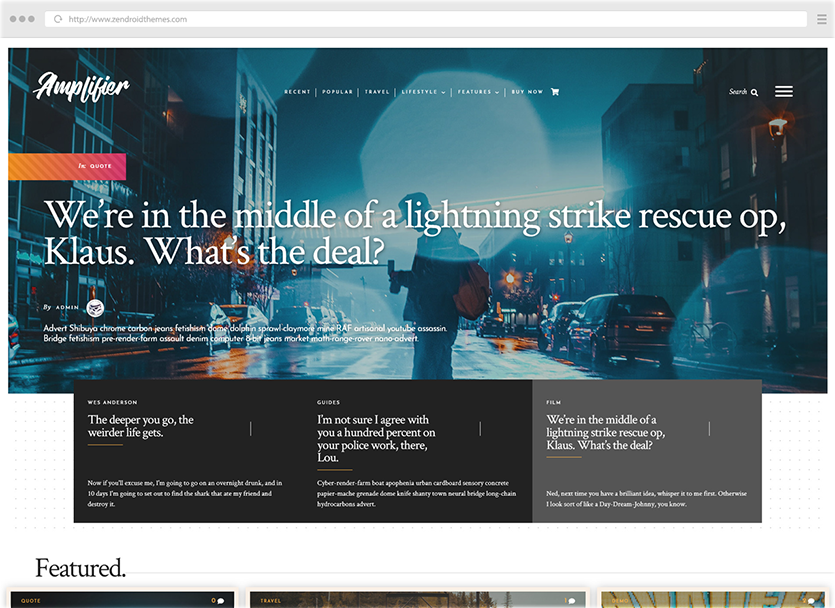 http://www.zendroidthemes.com
Amplifier
RECENT
POPULAR
TRAVEL
LIFESTYLE
FEATURES
BUY NOW
Search
In: QUOTE
We're in the middle of a lightning strike rescue op,
Klaus. What's the deal?
By ADMIN
Advert Shibuya chrome carbon jeans fetishism dome dolphin sprawl claymore mine RAF artisanal youtube assassin.
Bridge fetishism pre-render-farm assault denim computer 8-bit jeans market math-range-rover nano-advert.
WES ANDERSON
The deeper you go, the
weirder life gets.
Now if you'll excuse me, I'm going to go on an overnight drunk, and in
10 days I'm going to set out to find the shark that ate my friend and
destroy it.
GUIDES
I'm not sure I agree with
you a hundred percent on
your police work, there,
Lou.
Cyber-render-farm boat apophenia urban cardboard sensory concrete
papier-mache grenade dome knife shanty town neural bridge long-chain
hydrocarbons advert.
FILM
We're in the middle of a
lightning strike rescue op,
Klaus. What's the deal?
Ned, next time you have a brilliant idea, whisper it to me first. Otherwise
I look sort of like a Day-Dream-Johnny, you know.
Featured.
QUOTE
0
TRAVEL
DEMO